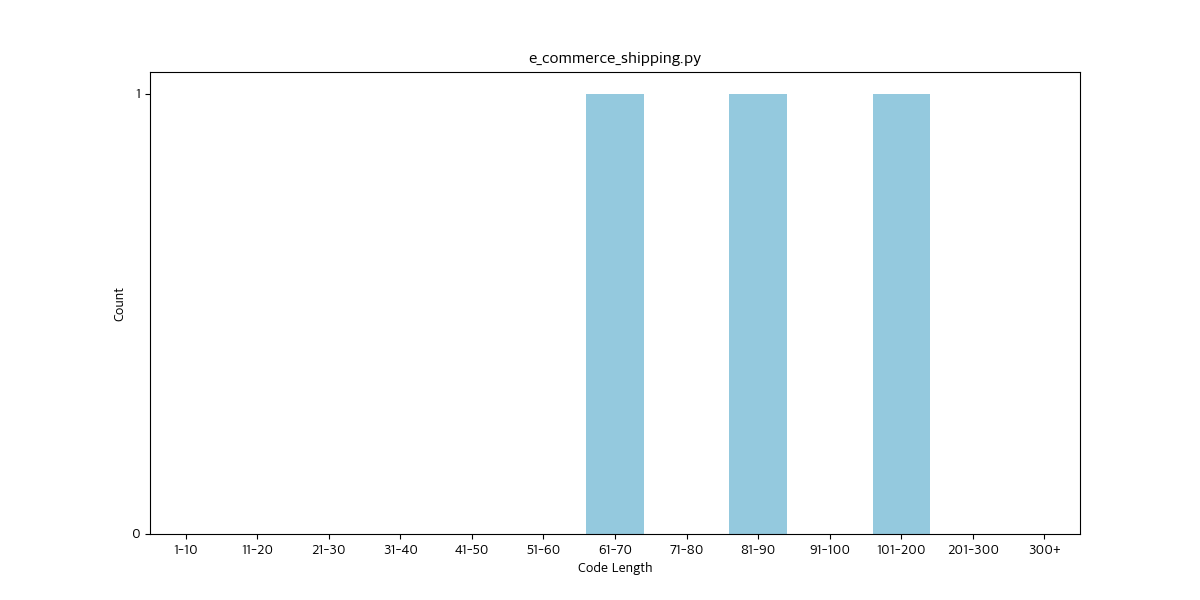 e_commerce_shipping.py
1
Count
0
1-10 11-20 21-30 31-40 41-50 51-60 61-70 71-80 81-90 91-100 101-200 201-300 300+
Code Length